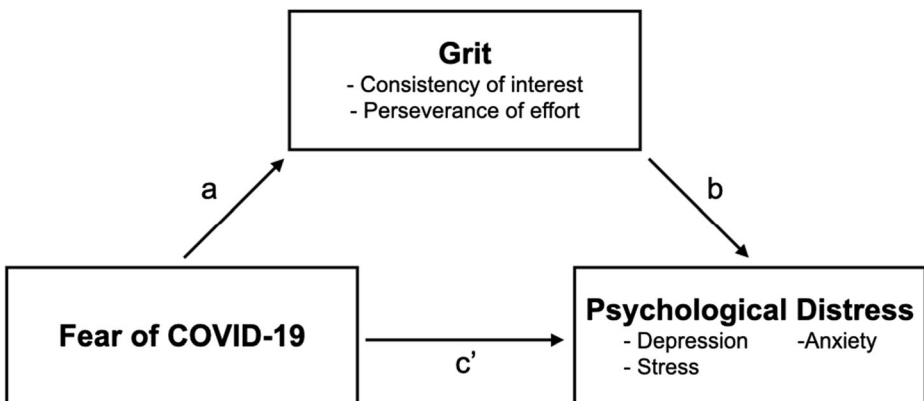 Grit
- Consistency of interest
- Perseverance of effort
a
b
Fear of COVID-19
c’
Psychological Distress
- Depression -Anxiety
- Stress